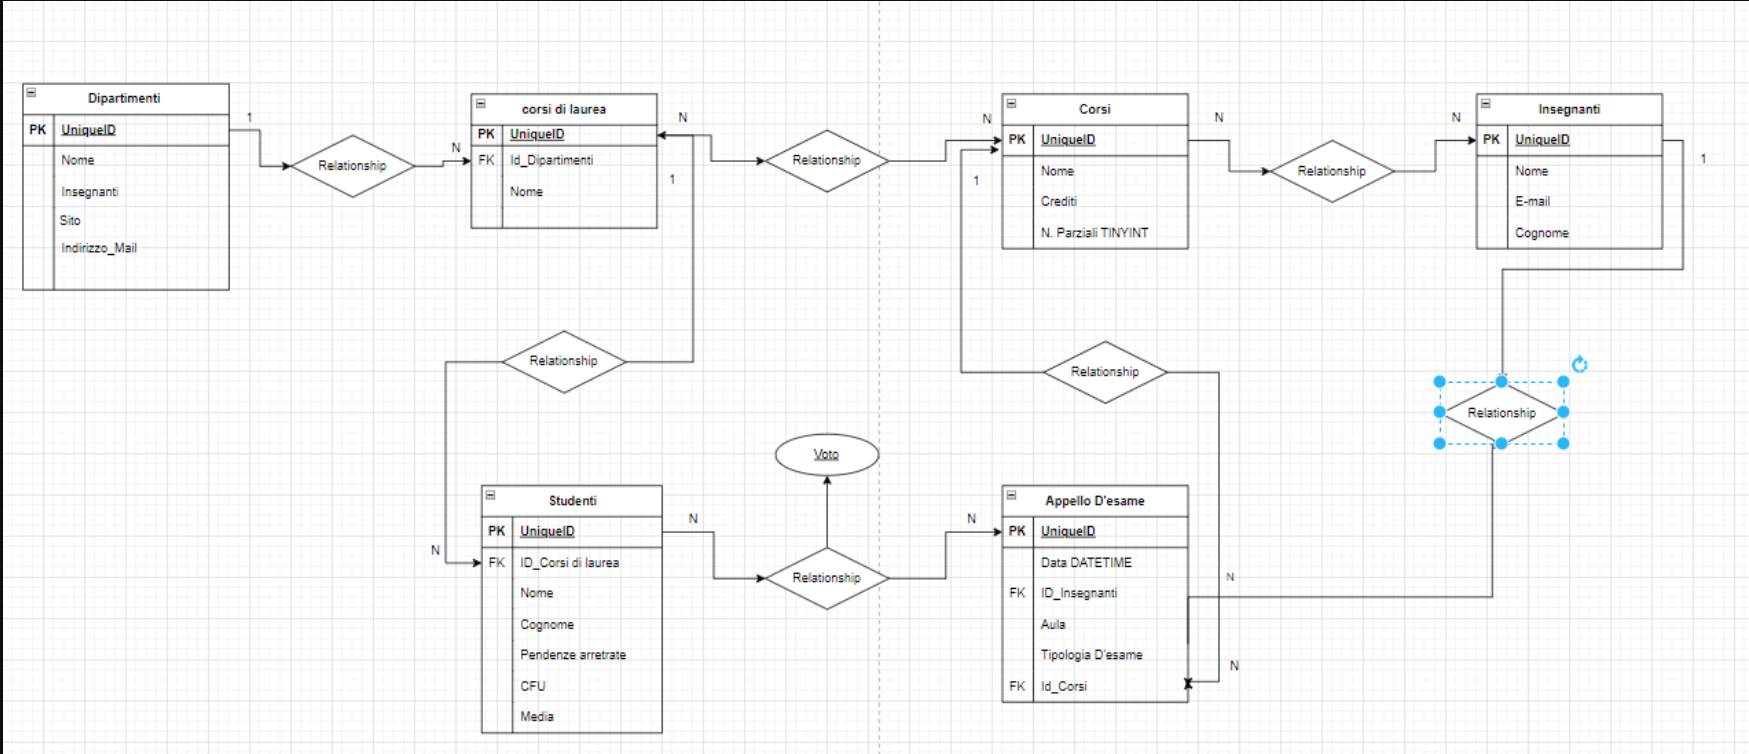 Dipartimenti
PK UniqueID
Nome
Insegnanti
Sito
Indirizzo_Mail
1
Relationship
N
corsi di laurea
PK UniqueID
FK Id_Dipartimenti
Nome
N
1
Relationship
N
1
Corsi
PK UniqueID
Nome
Crediti
N. Parziali TINYINT
N
Relationship
N
Insegnanti
PK UniqueID
Nome
E-mail
Cognome
1
Relationship
Relationship
Relationship
Voto
N
Studenti
PK UniqueID
FK ID_Corsi di laurea
Nome
Cognome
Pendenze arretrate
CFU
Media
N
Relationship
N
Appello D'esame
PK UniqueID
Data DATETIME
FK ID_Insegnanti
Aula
Tipologia D'esame
FK Id_Corsi
N
N